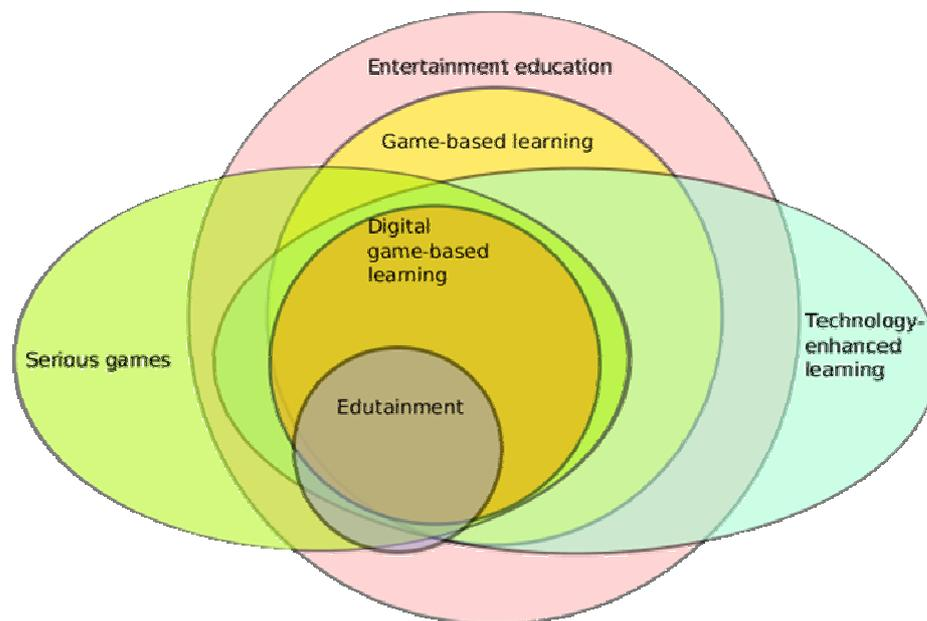 Entertainment education
Game-based learning
Digital
game-based
learning
Technology-
enhanced
learning
Serious games
Edutainment